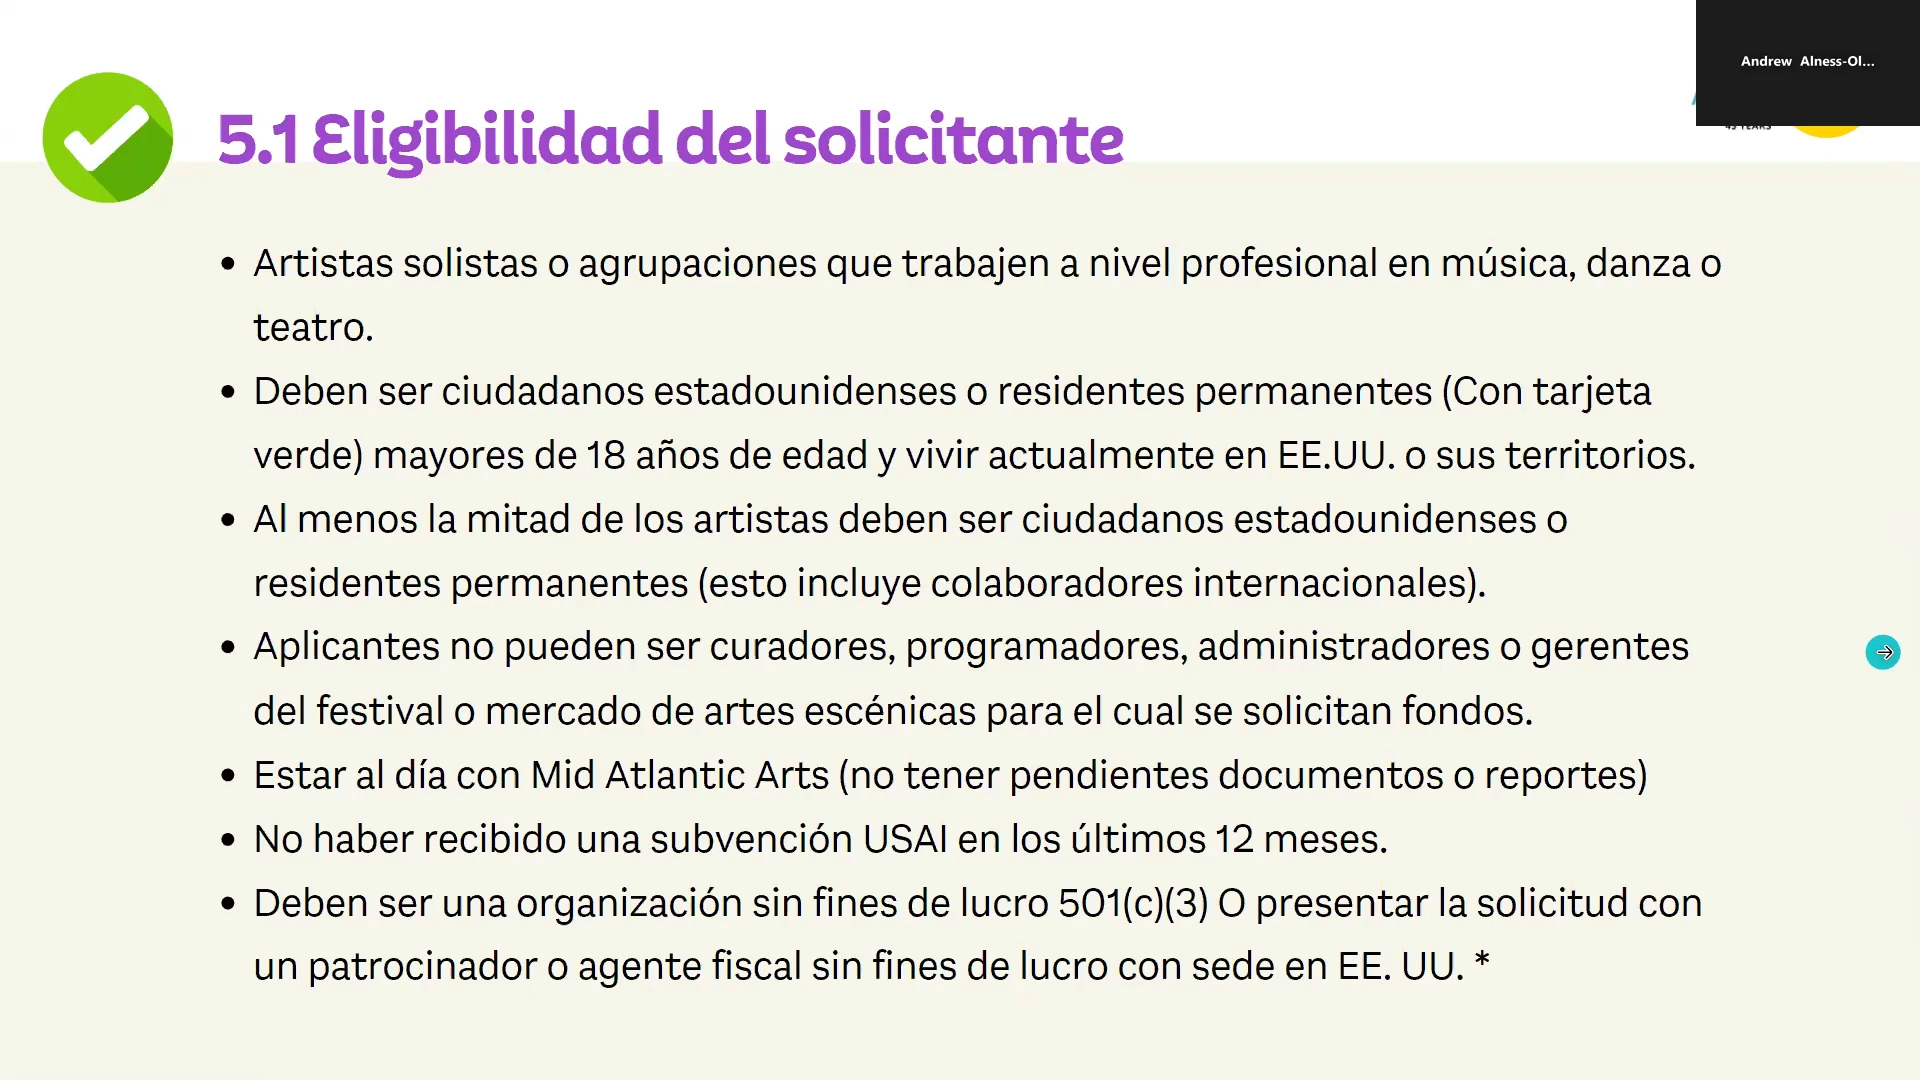 Andrew Alness-Ol...
45 YEARS
5.1 Eligibilidad del solicitante
• Artistas solistas o agrupaciones que trabajen a nivel profesional en música, danza o
teatro.
• Deben ser ciudadanos estadounidenses o residentes permanentes (Con tarjeta
verde) mayores de 18 años de edad y vivir actualmente en EE.UU. o sus territorios.
• Al menos la mitad de los artistas deben ser ciudadanos estadounidenses o
residentes permanentes (esto incluye colaboradores internacionales).
• Aplicantes no pueden ser curadores, programadores, administradores o gerentes
del festival o mercado de artes escénicas para el cual se solicitan fondos.
• Estar al día con Mid Atlantic Arts (no tener pendientes documentos o reportes)
• No haber recibido una subvención USAI en los últimos 12 meses.
• Deben ser una organización sin fines de lucro 501(c)(3) O presentar la solicitud con
un patrocinador o agente fiscal sin fines de lucro con sede en EE. UU. *